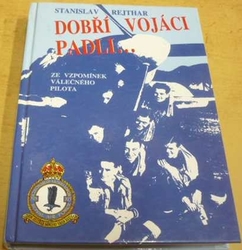 STANISLAV REJTHAR
DOBŘÍ VOJÁCI
PADLI...
ZE VZPOMÍNEK
VÁLEČNÉHO
PILOTA